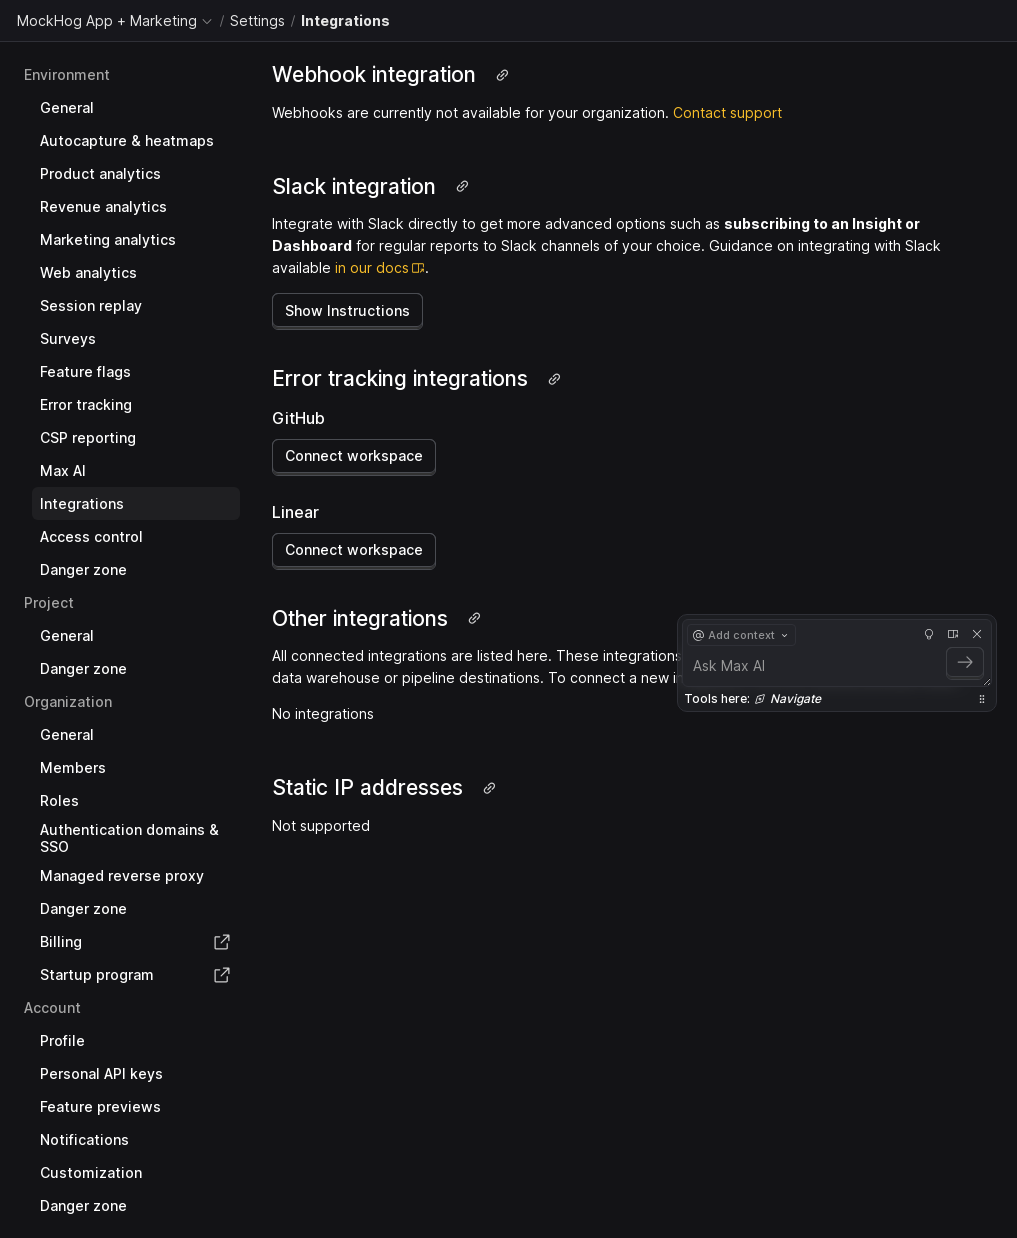 MockHog App + Marketing / Settings / Integrations
Environment
General
Autocapture & heatmaps
Product analytics
Revenue analytics
Marketing analytics
Web analytics
Session replay
Surveys
Feature flags
Error tracking
CSP reporting
Max AI
Integrations
Access control
Danger zone
Project
General
Danger zone
Organization
General
Members
Roles
Authentication domains &
SSO
Managed reverse proxy
Danger zone
Billing
Startup program
Account
Profile
Personal API keys
Feature previews
Notifications
Customization
Danger zone
Webhook integration
Webhooks are currently not available for your organization. Contact support
Slack integration
Integrate with Slack directly to get more advanced options such as subscribing to an Insight or
Dashboard for regular reports to Slack channels of your choice. Guidance on integrating with Slack
available in our docs.
Show Instructions
Error tracking integrations
GitHub
Connect workspace
Linear
Connect workspace
Other integrations
All connected integrations are listed here. These integrations
data warehouse or pipeline destinations. To connect a new
No integrations
Static IP addresses
Not supported
@ Add context
Ask Max AI
Tools here: Navigate